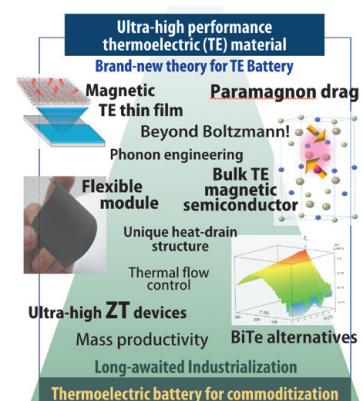 Ultra-high performance
thermoelectric (TE) material
Brand-new theory for TE Battery
Magnetic
TE thin film
Paramagnon drag
Beyond Boltzmann!
Phonon engineering
Flexible
module
Bulk TE
magnetic
semiconductor
Unique heat-drain
structure
Thermal flow
control
Ultra-high ZT devices
BiTe alternatives
Mass productivity
Long-awaited Industrialization
Thermoelectric battery for commoditization